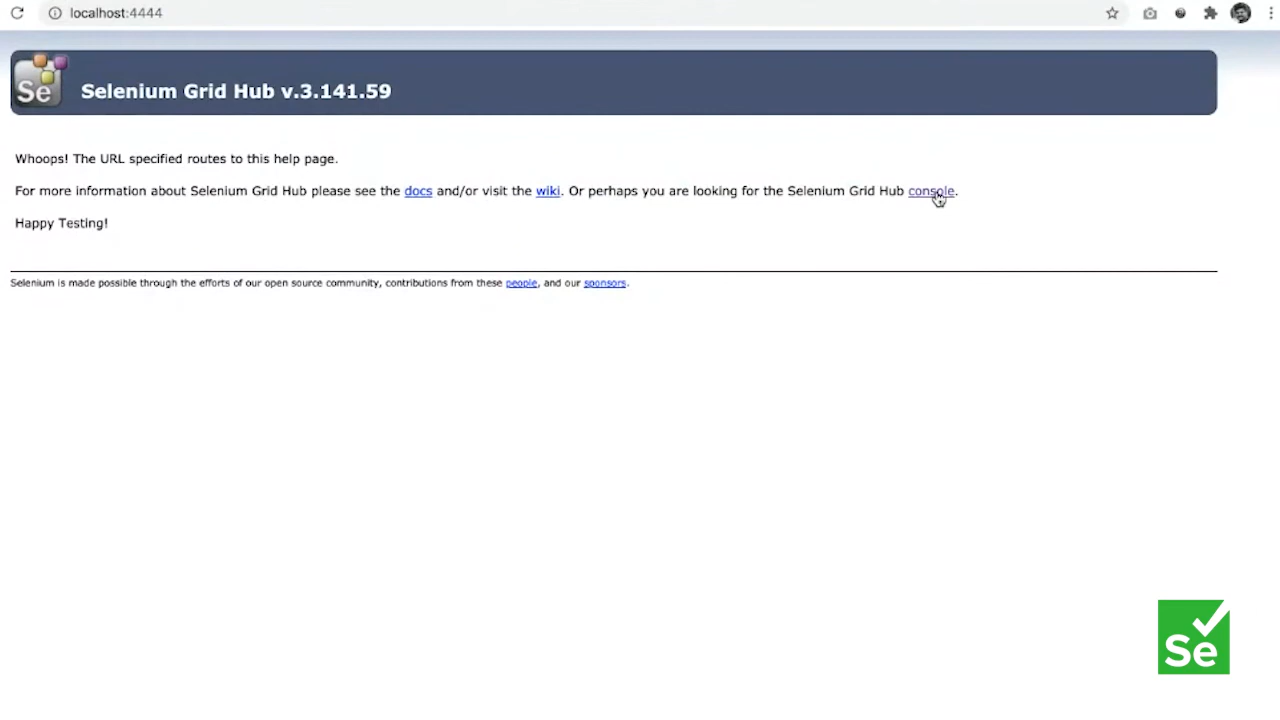 localhost:4444
Se
Selenium Grid Hub v.3.141.59
Whoops! The URL specified routes to this help page.
For more information about Selenium Grid Hub please see the docs and/or visit the wiki. Or perhaps you are looking for the Selenium Grid Hub console.
Happy Testing!
Selenium is made possible through the efforts of our open source community, contributions from these people, and our sponsors.
Se